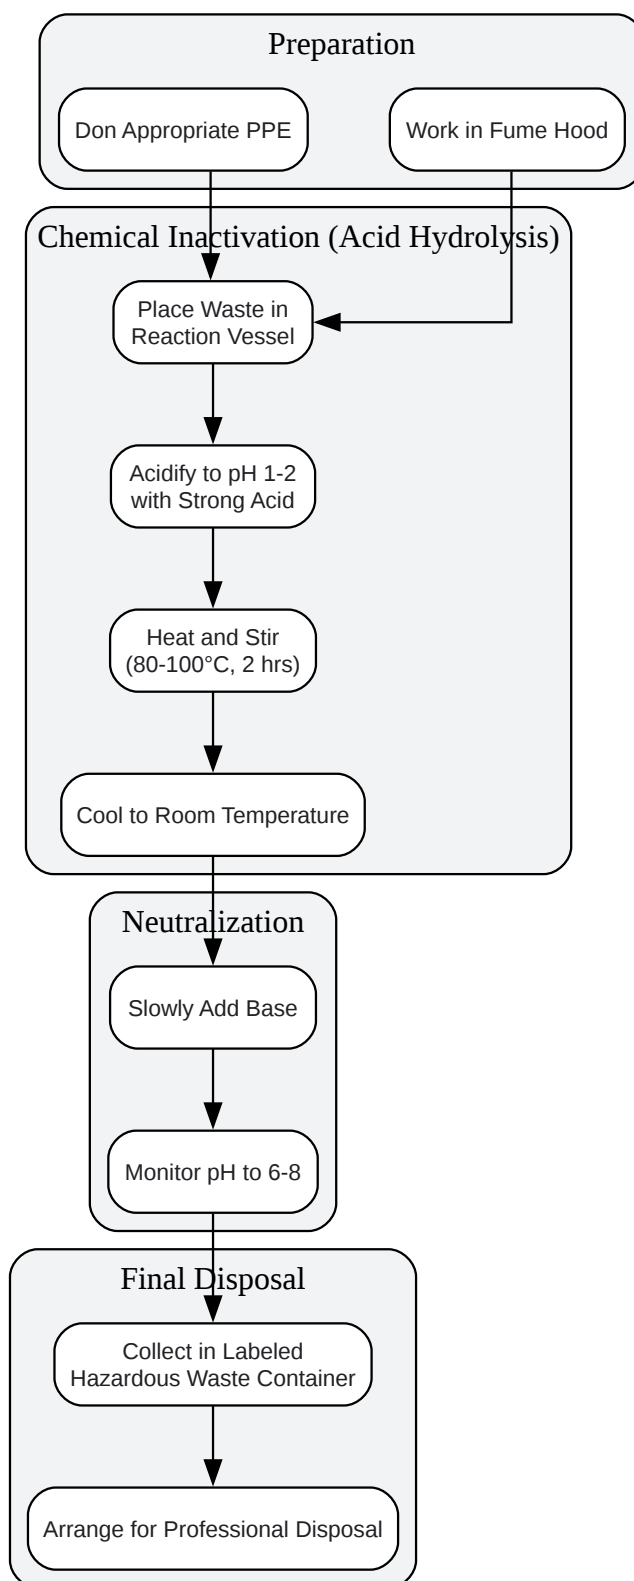 Preparation
Don Appropriate PPE
Work in Fume Hood
Chemical Inactivation (Acid Hydrolysis)
Place Waste in
Reaction Vessel
Acidify to pH 1-2
with Strong Acid
Heat and Stir
(80-100°C, 2 hrs)
Cool to Room Temperature
Neutralization
Slowly Add Base
Monitor pH to 6-8
Final Disposal
Collect in Labeled
Hazardous Waste Container
Arrange for Professional Disposal